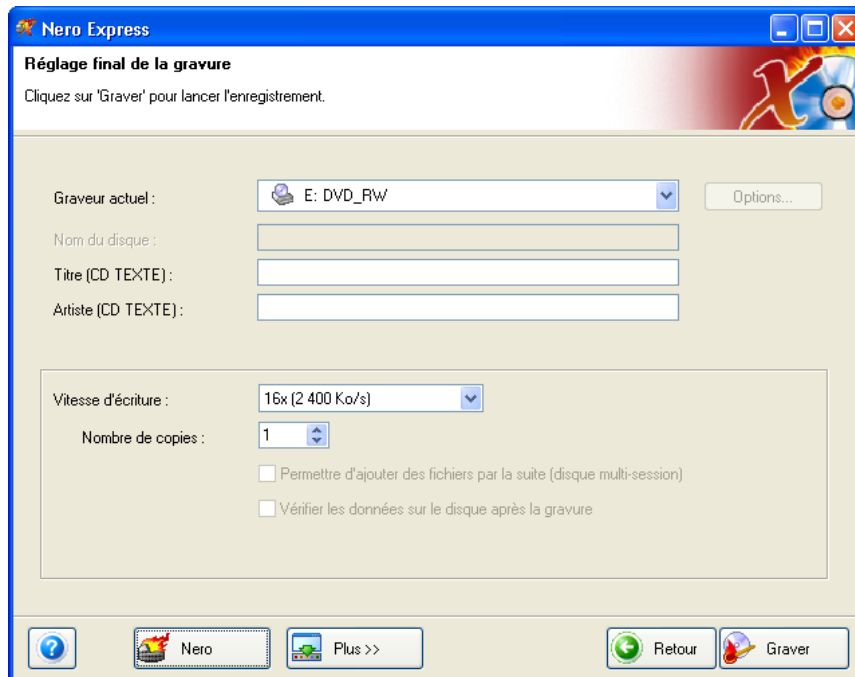 Nero Express
Réglage final de la gravure
Cliquez sur 'Graver' pour lancer l'enregistrement.
Graveur actuel :
E: DVD_RW
Options...
Nom du disque :
Titre (CD TEXTE) :
Artiste (CD TEXTE) :
Vitesse d'écriture :
16x (2 400 Ko/s)
Nombre de copies :
1
Permettre d'ajouter des fichiers par la suite (disque multi-session)
Vérifier les données sur le disque après la gravure
Nero
Plus >>
Retour
Graver